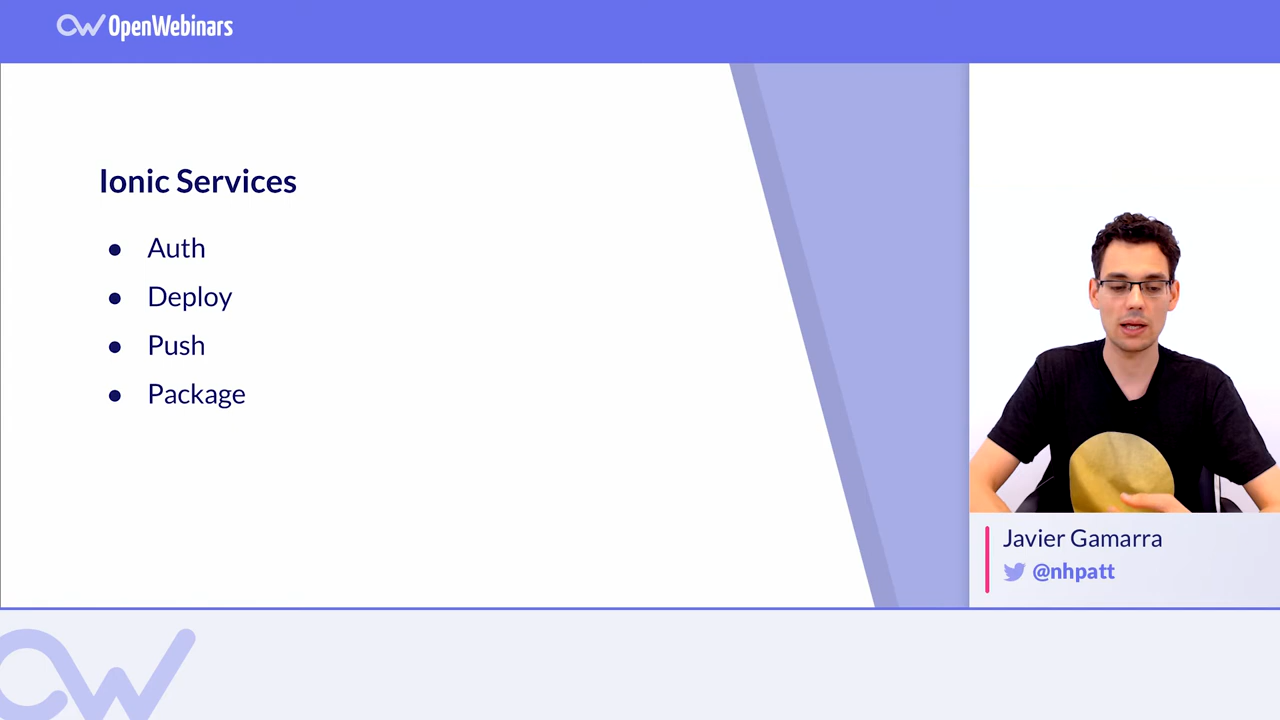 OpenWebinars
Ionic Services
● Auth
● Deploy
● Push
● Package
Javier Gamarra
@nhpatt